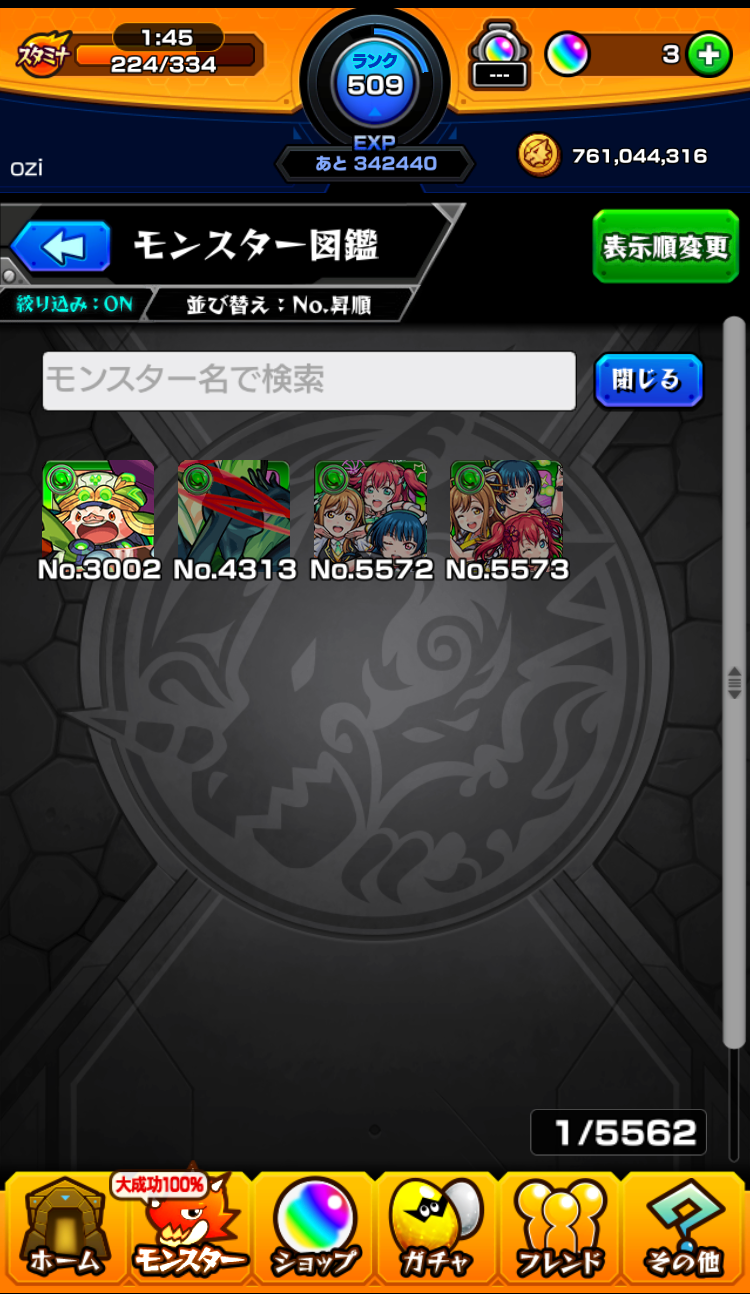 スタミナ
1:45
224/334
ランク
509
---
3
EXP
あと 342440
ozi
761,044,316
モンスター図鑑
表示順変更
絞り込み：ON
並び替え：No.昇順
モンスター名で検索
閉じる
No.3002
No.4313
No.5572
No.5573
1/5562
大成功100%
ホーム
モンスター
ショップ
ガチャ
フレンド
その他